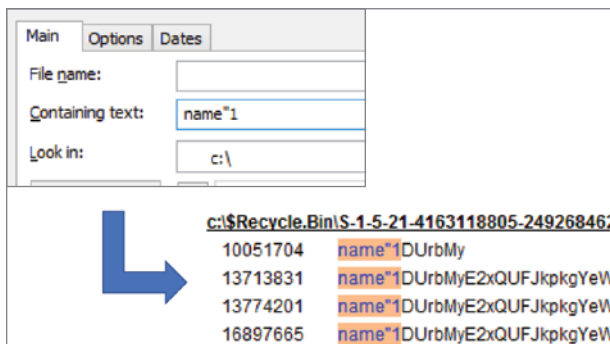 Main Options Dates
File name:
Containing text: name"1
Look in: c:\
c:\$Recycle.Bin\S-1-5-21-4163118805-249268462
10051704 name"1DUrbMy
13713831 name"1DUrbMyE2xQUFJkpkgYeW
13774201 name"1DUrbMyE2xQUFJkpkgYeW
16897665 name"1DUrbMyE2xQUFJkpkgYeW